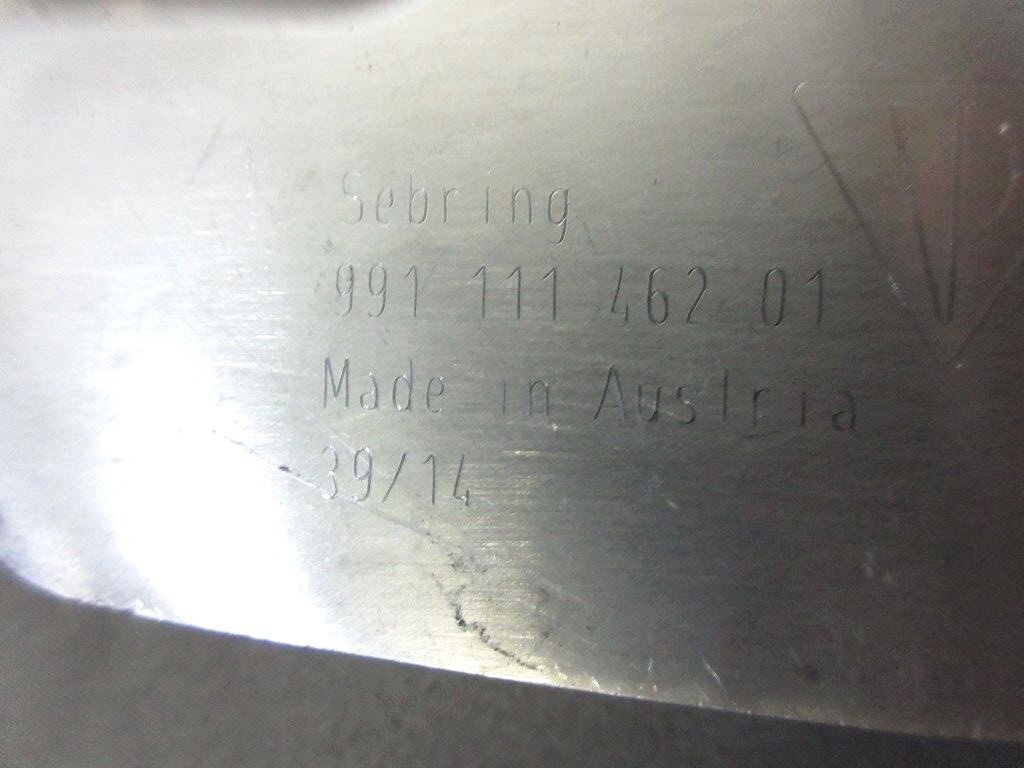 Sebring
991 111 462 01
Made in Austria
39/14